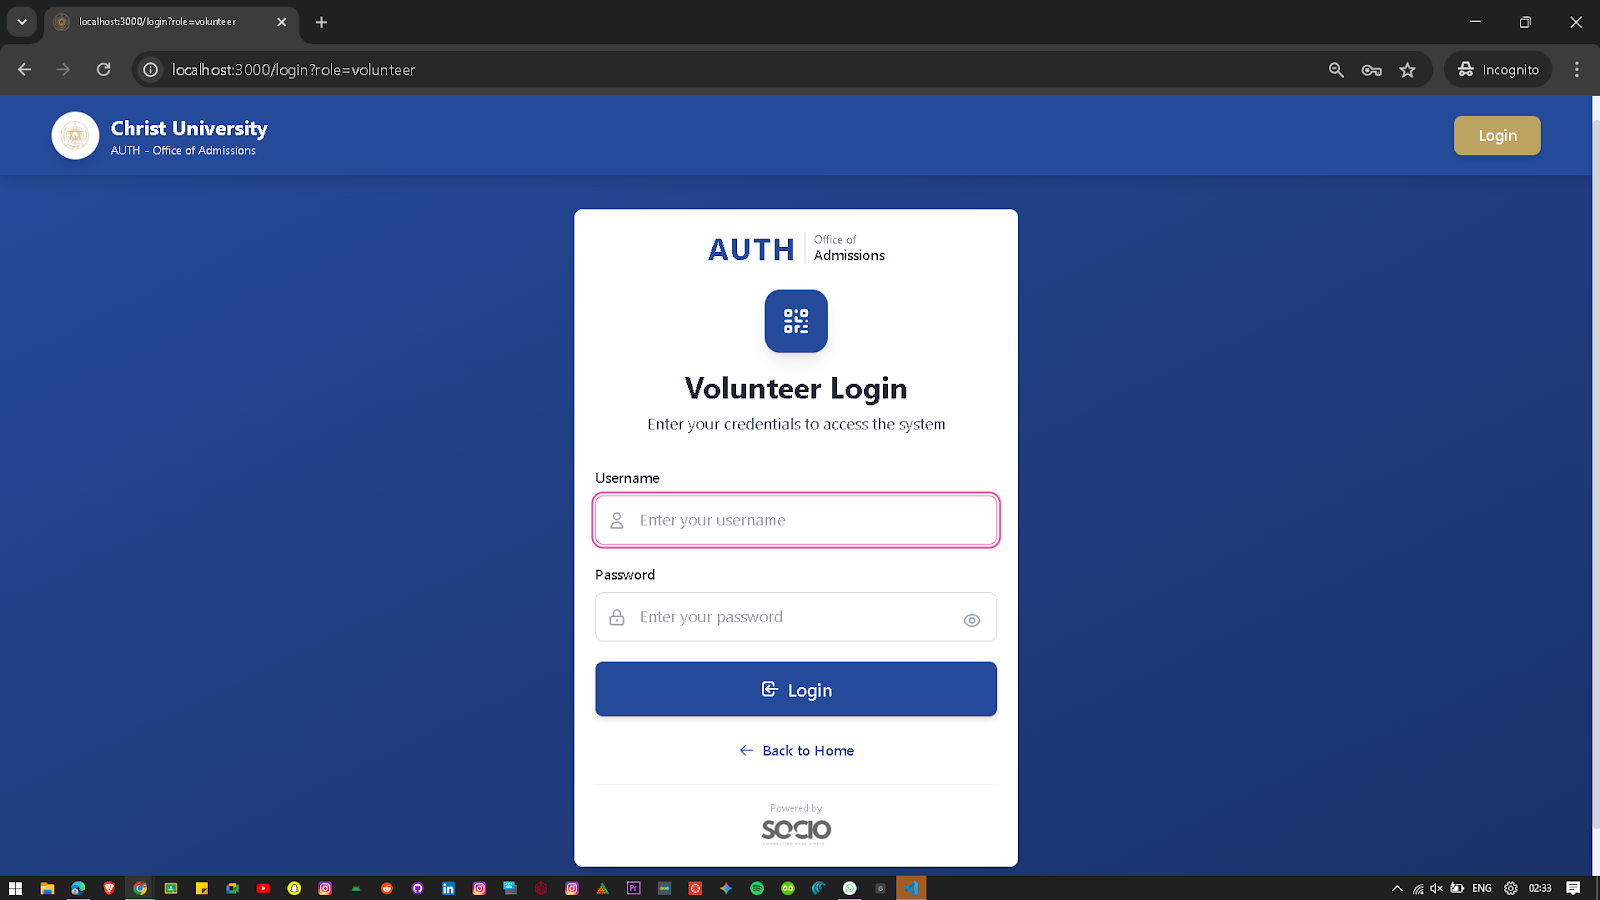 localhost:3000/login?role=volunteer
localhost:3000/login?role=volunteer
Incognito
Christ University
AUTH - Office of Admissions
Login
AUTH
Office of
Admissions
Volunteer Login
Enter your credentials to access the system
Username
Enter your username
Password
Enter your password
Login
Back to Home
Powered by
SOCIO
Pr
ENG
02:33